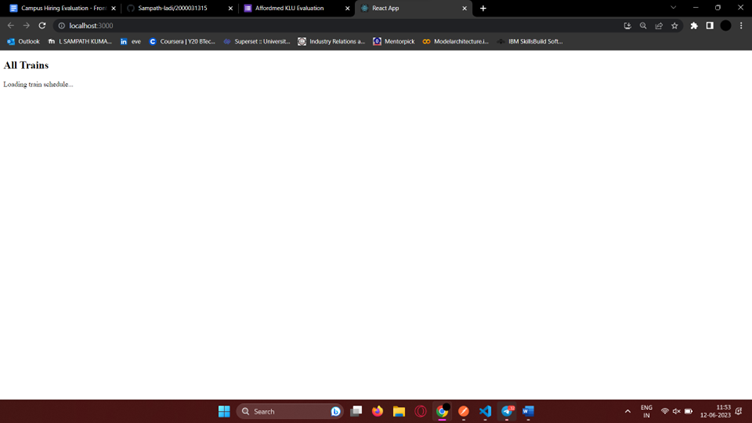 Campus Hiring Evaluation - Fron
Sampath-ladi/2000031315
Affordmed KLU Evaluation
React App
localhost:3000
Outlook
L SAMPATH KUMA...
eve
Coursera | Y20 BTec...
Superset :: Universit...
Industry Relations a...
Mentorpick
Modelarchitecture.i...
IBM SkillsBuild Soft...
All Trains
Loading train schedule...
Search
ENG
IN
11:53
12-06-2023